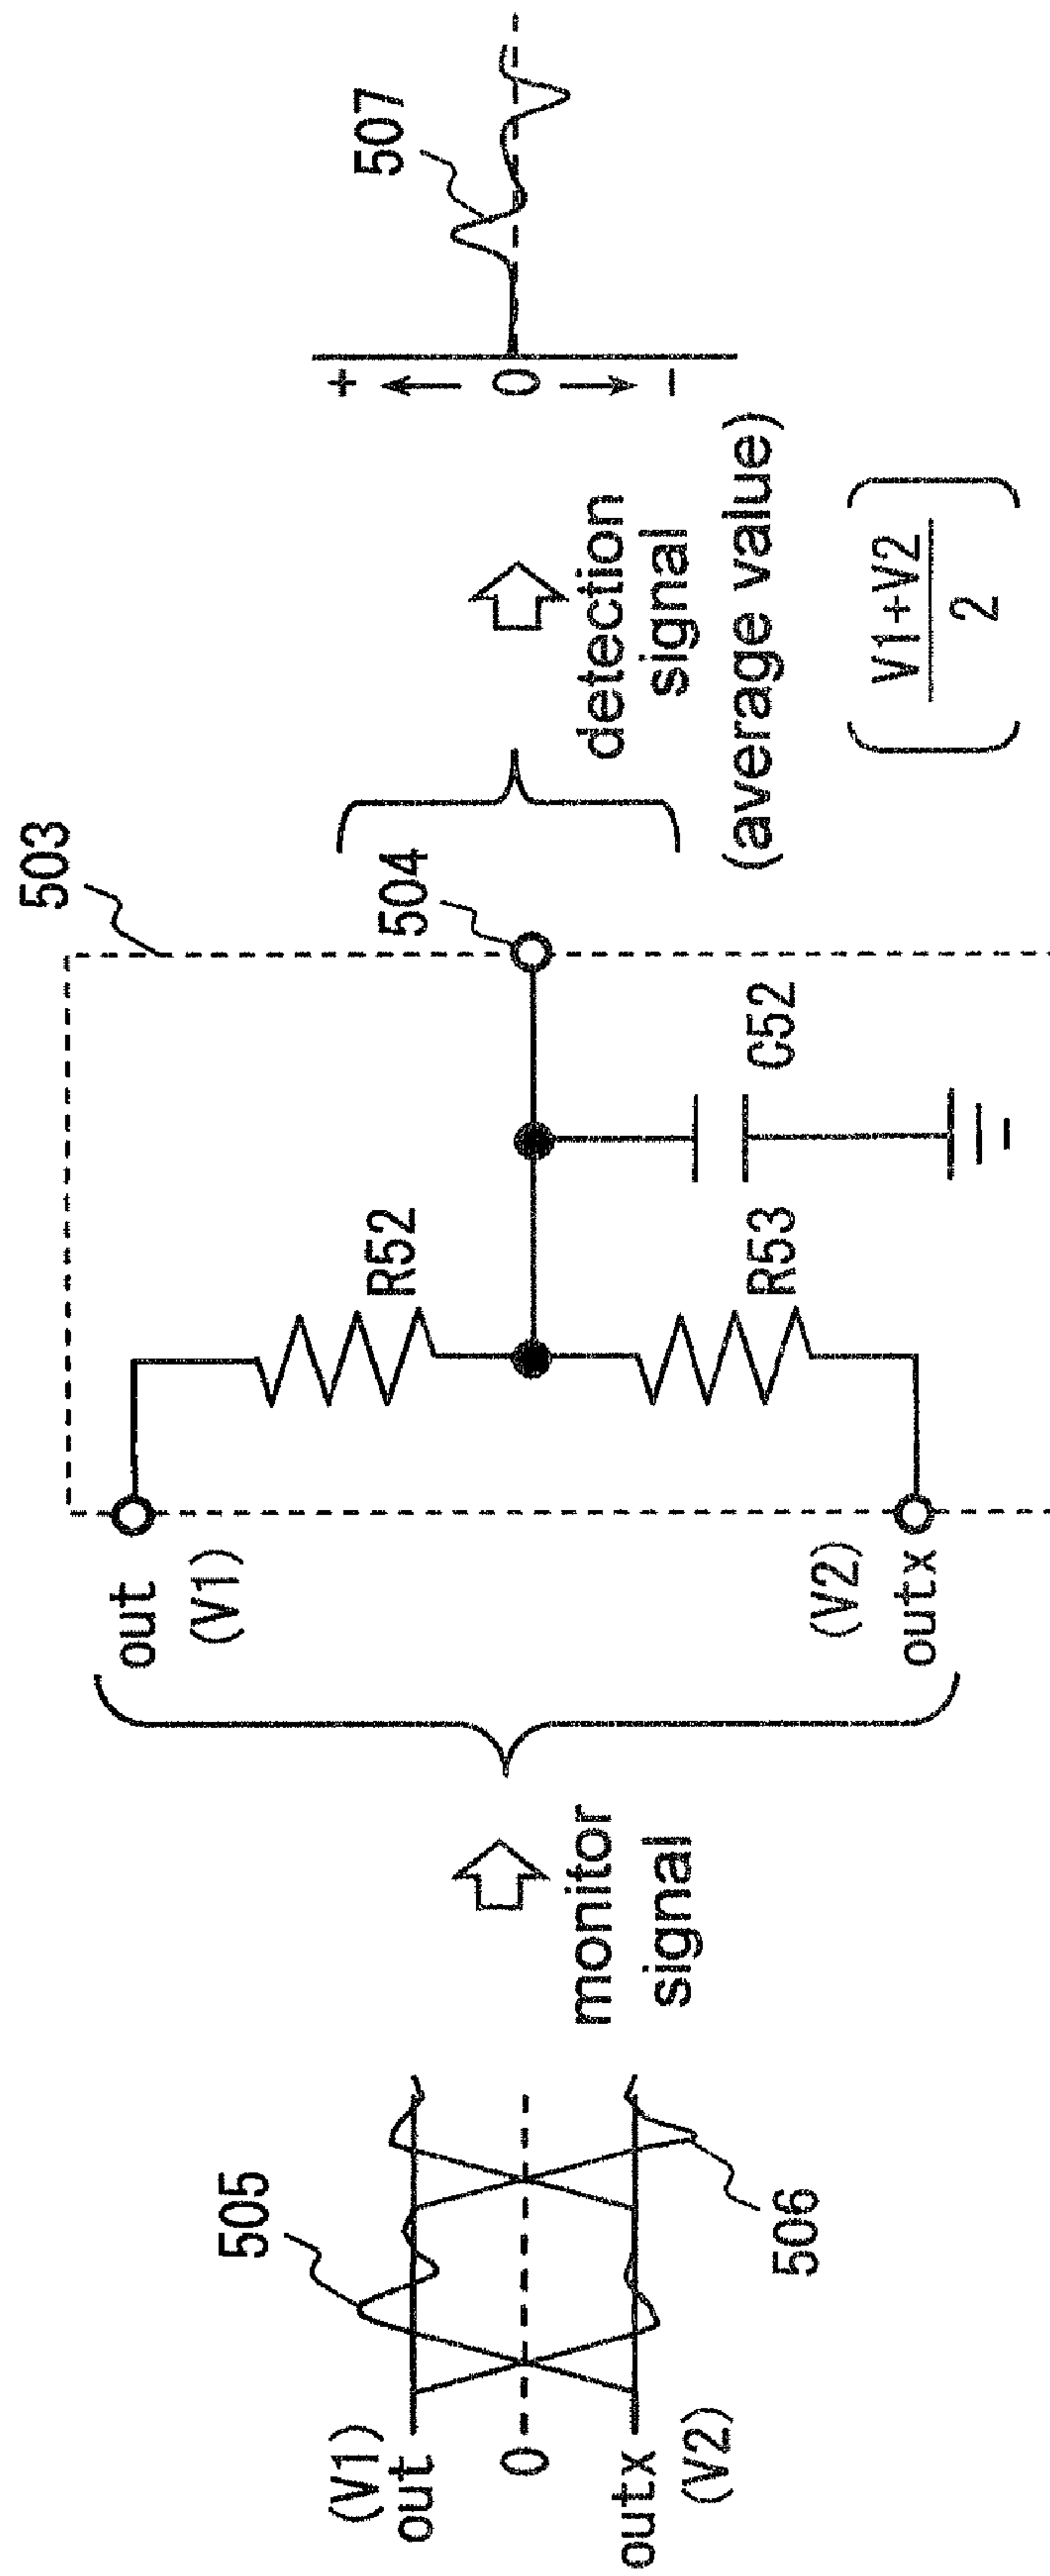 (V1)
out
0
outx
(V2)
505
506
monitor
signal
out
(V1)
(V2)
outx
503
R52
R53
C52
504
detection
signal
(average value)
V1+V2
2
+
0
-
507